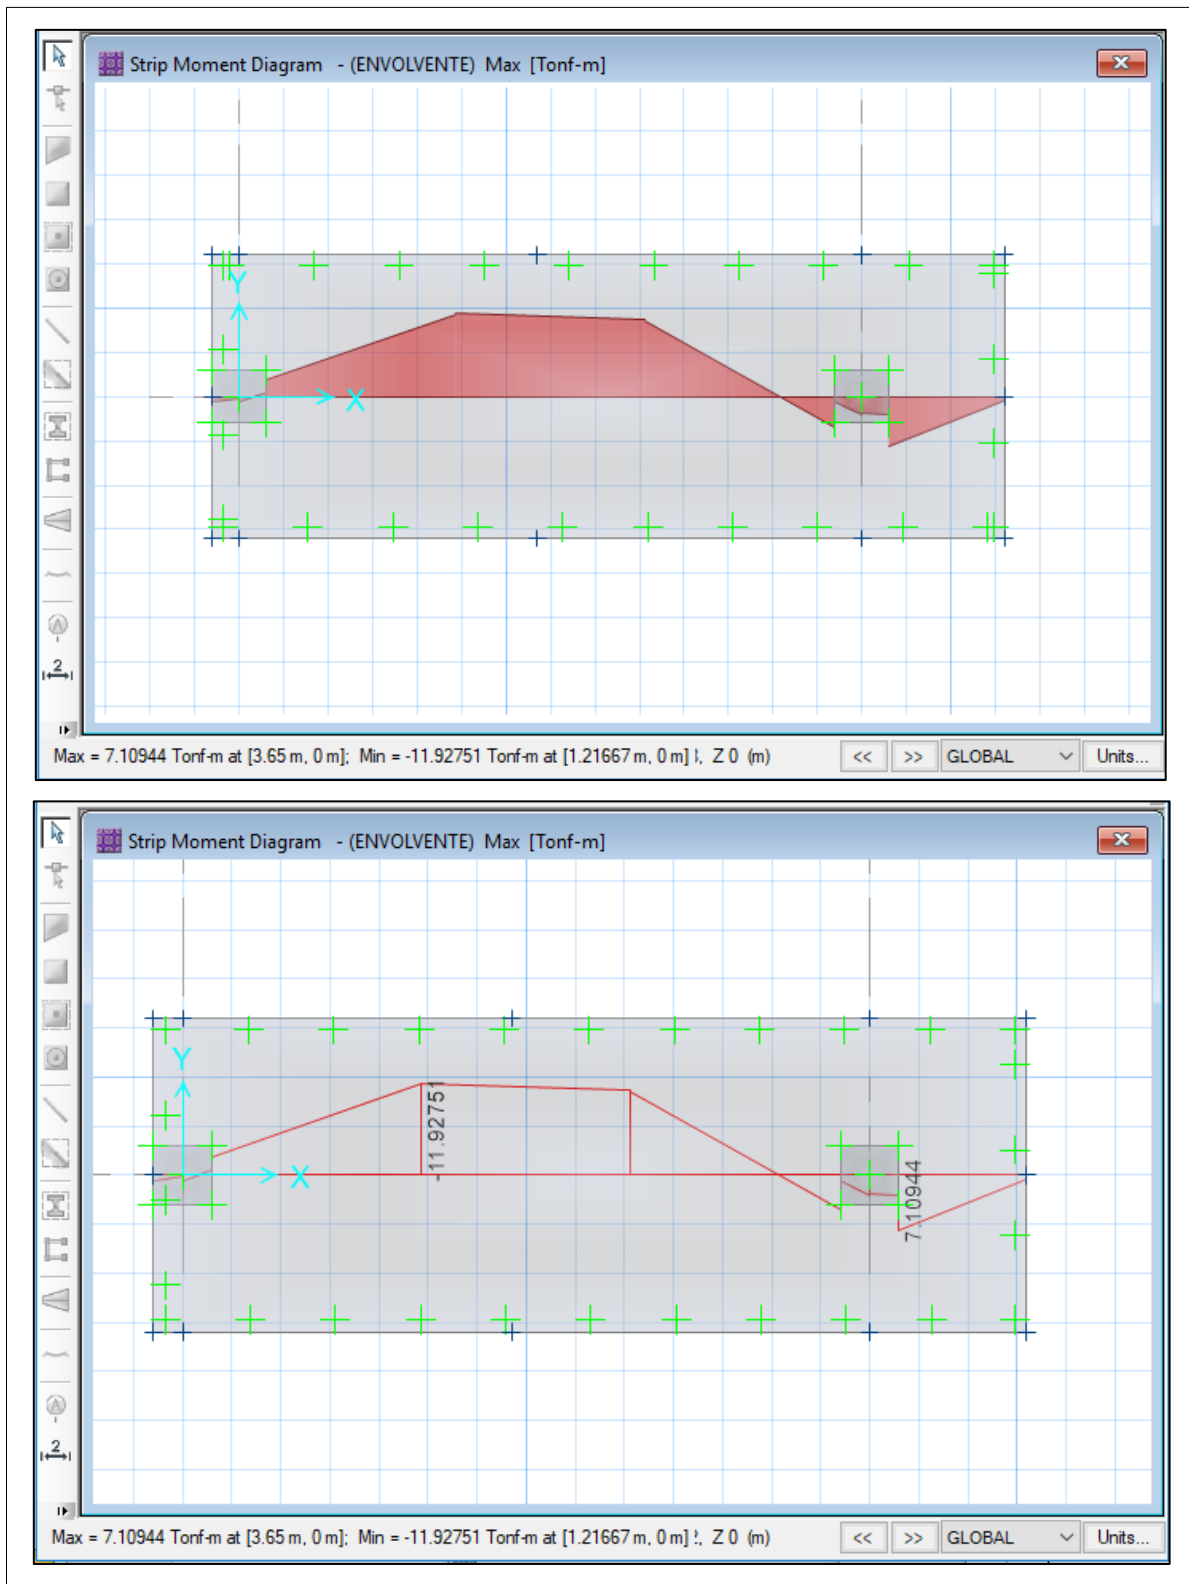 Strip Moment Diagram - (ENVOLVENTE) Max [Tonf-m]
Y
X
2
Max = 7.10944 Tonf-m at [3.65 m, 0 m]; Min = -11.92751 Tonf-m at [1.21667 m, 0 m] Z 0 (m)
<< >> GLOBAL Units...
Strip Moment Diagram - (ENVOLVENTE) Max [Tonf-m]
Y
-11.92751
X
7.10944
2
Max = 7.10944 Tonf-m at [3.65 m, 0 m]; Min = -11.92751 Tonf-m at [1.21667 m, 0 m] Z 0 (m)
<< >> GLOBAL Units...